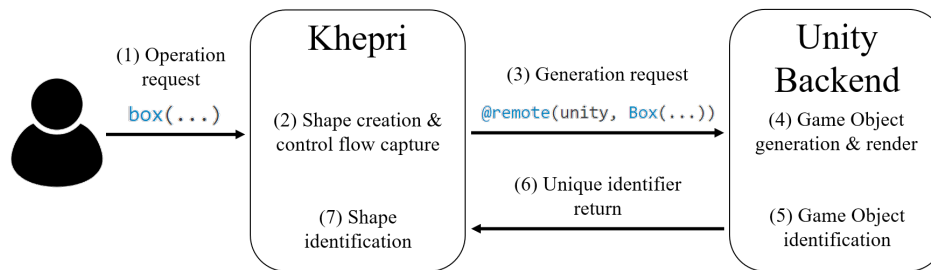 Khepri
Unity
Backend
(1) Operation
request
box(...)
(2) Shape creation &
control flow capture
(3) Generation request
@remote(unity, Box(...))
(4) Game Object
generation & render
(5) Game Object
identification
(6) Unique identifier
return
(7) Shape
identification